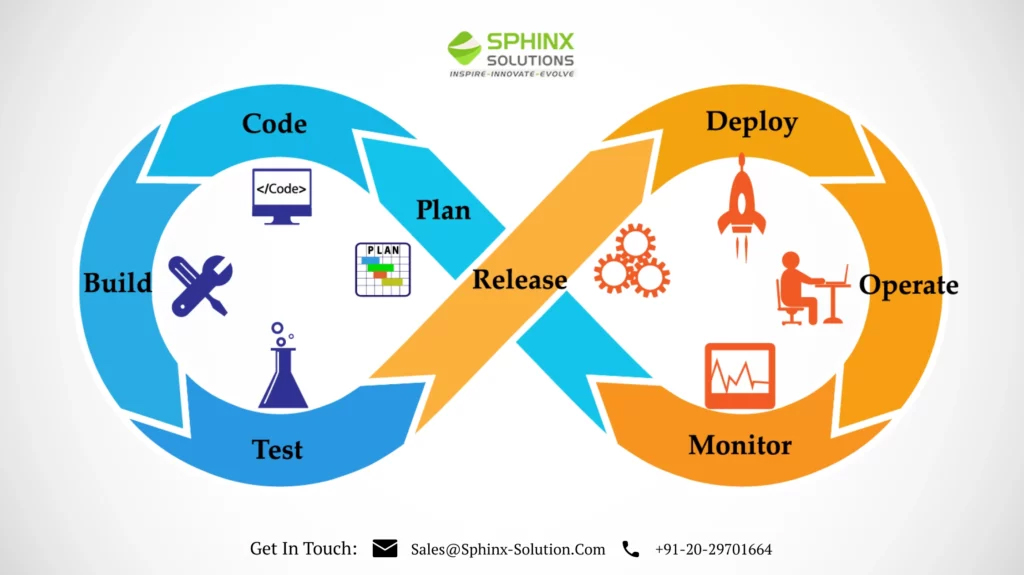 SPHINX
SOLUTIONS
INSPIRE-INNOVATE-EVOLVE
Code
Deploy
</Code>
Plan
PLAN
Build
Release
Operate
Test
Monitor
Get In Touch: Sales@Sphinx-Solution.Com +91-20-29701664